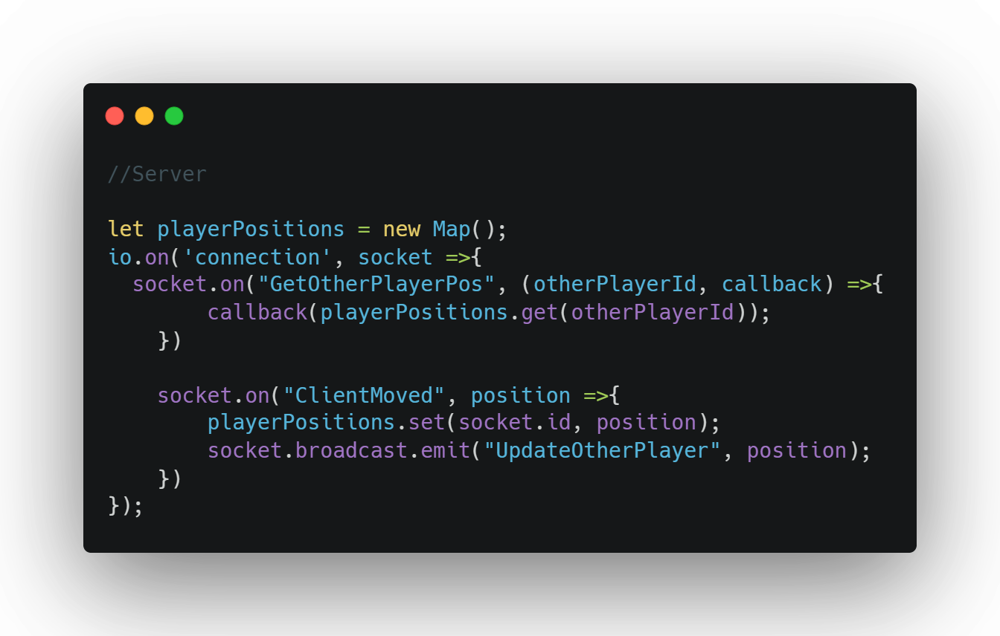 //Server
let playerPositions = new Map();
io.on('connection', socket =>{
  socket.on("GetOtherPlayerPos", (otherPlayerId, callback) =>{
        callback(playerPositions.get(otherPlayerId));
    })
    socket.on("ClientMoved", position =>{
        playerPositions.set(socket.id, position);
        socket.broadcast.emit("UpdateOtherPlayer", position);
    })
});